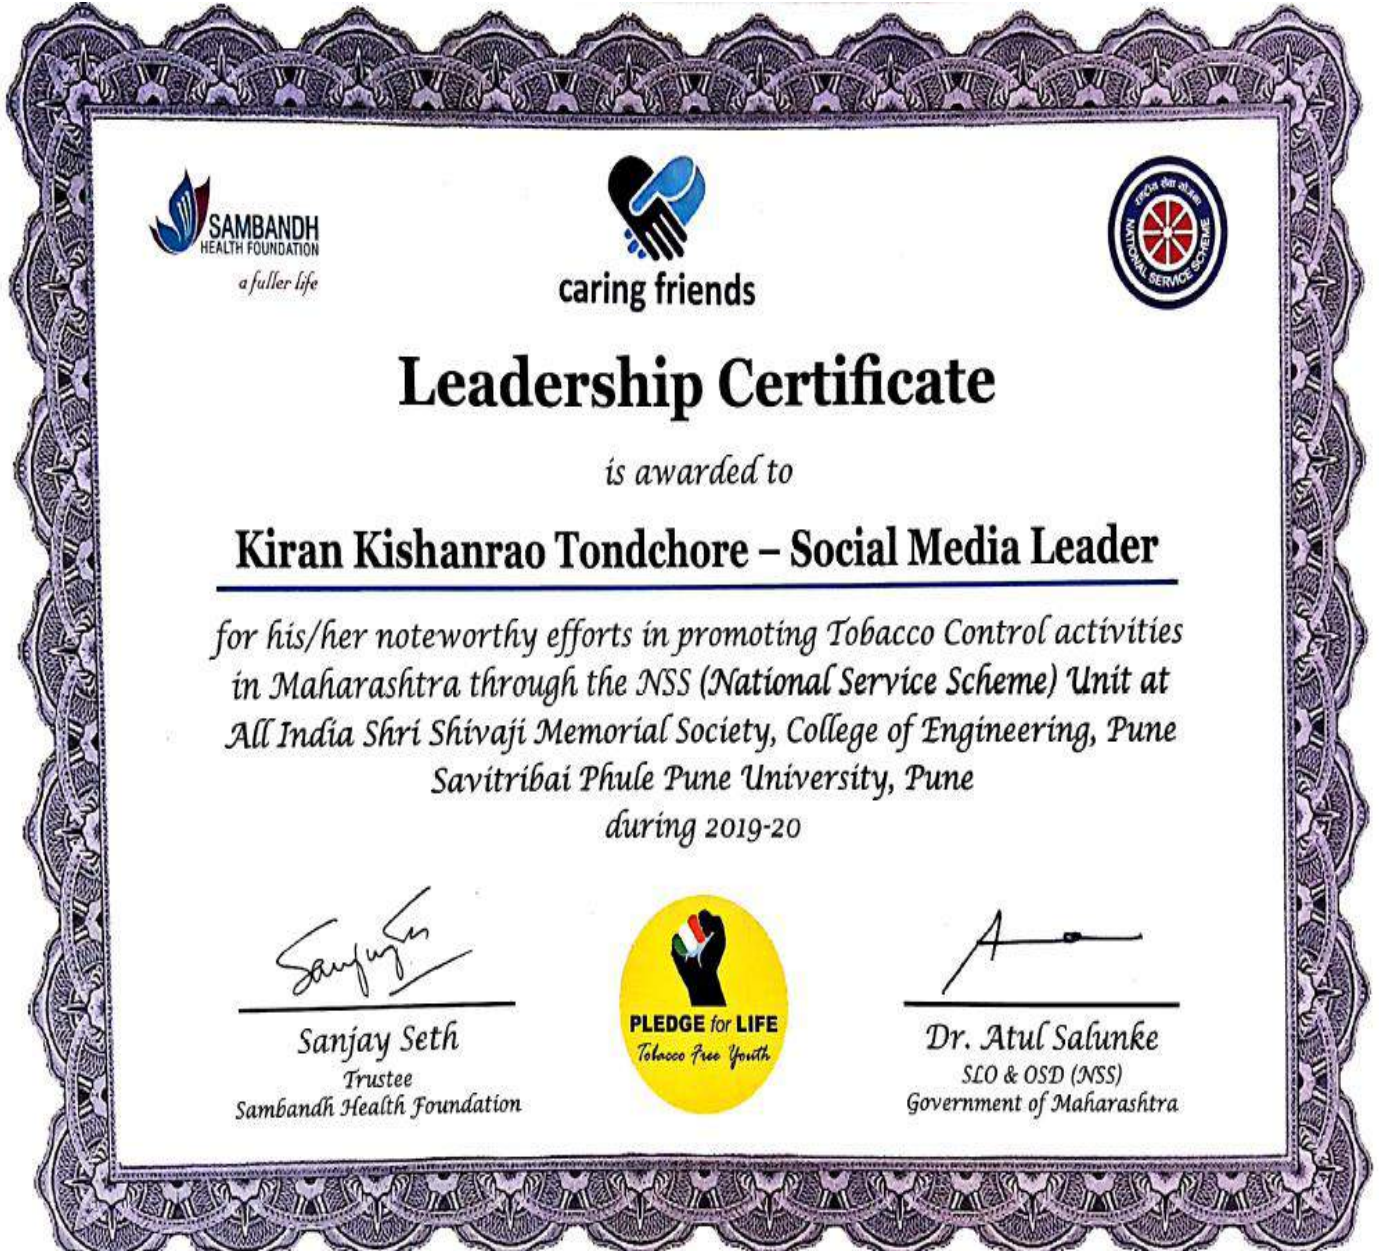 SAMBANDH
HEALTH FOUNDATION
a fuller life
caring friends
राष्ट्रीय सेवा योजना
NATIONAL SERVICE SCHEME
Leadership Certificate
is awarded to
Kiran Kishanrao Tondchore – Social Media Leader
for his/her noteworthy efforts in promoting Tobacco Control activities
in Maharashtra through the NSS (National Service Scheme) Unit at
All India Shri Shivaji Memorial Society, College of Engineering, Pune
Savitribai Phule Pune University, Pune
during 2019-20
PLEDGE for LIFE
Tobacco Free Youth
Sanjay Seth
Trustee
Sambandh Health Foundation
Dr. Atul Salunke
SLO & OSD (NSS)
Government of Maharashtra